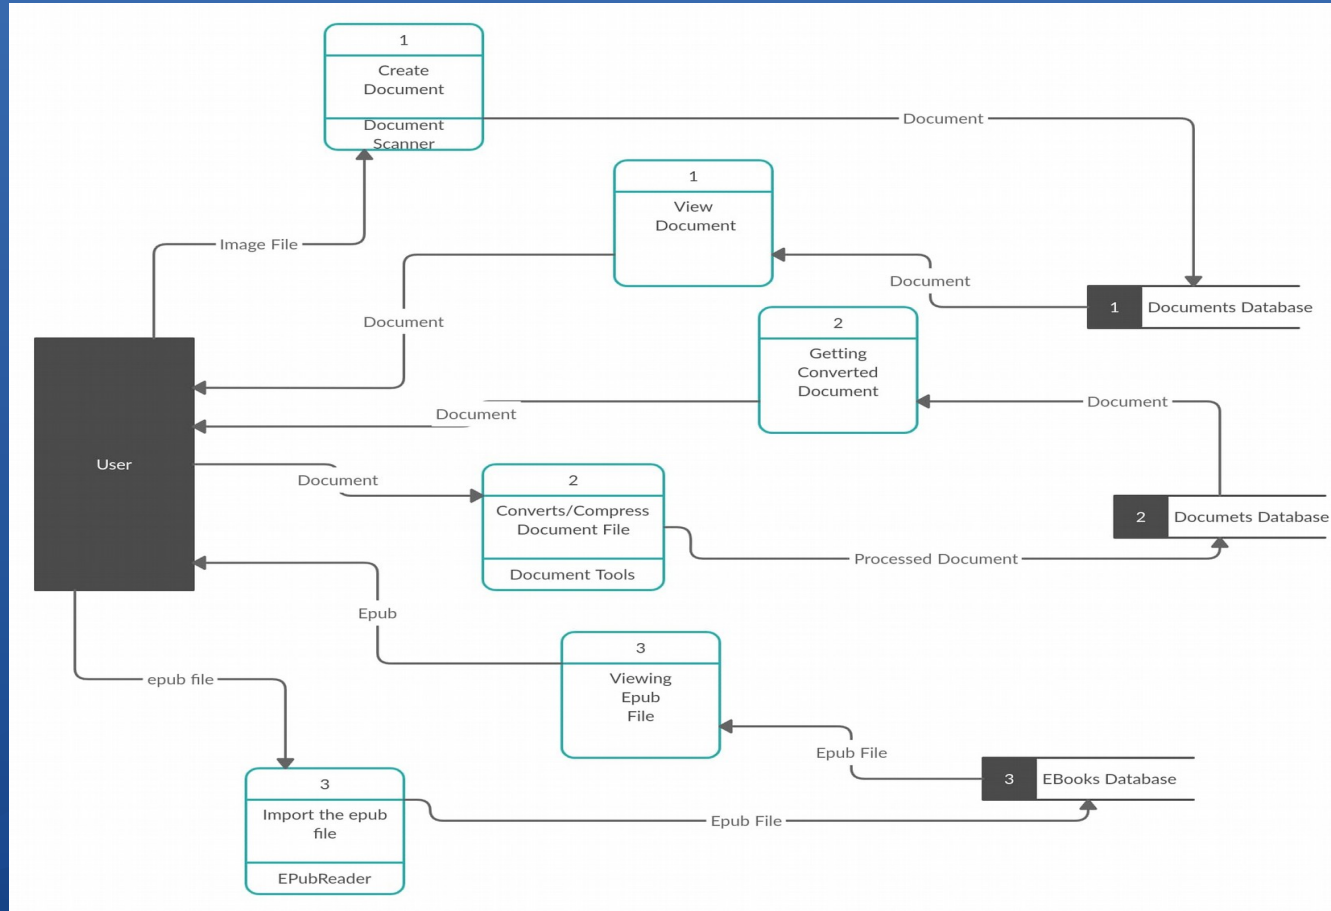 1
Create
Document
Document
Scanner
Document
1
View
Document
Image File
Document
1 Documents Database
Document
2
Getting
Converted
Document
Document
Document
User
Document
2
Converts/Compress
Document File
Document Tools
2 Documets Database
Processed Document
Epub
3
Viewing
Epub
File
epub file
Epub File
3 EBooks Database
3
Import the epub
file
EPubReader
Epub File